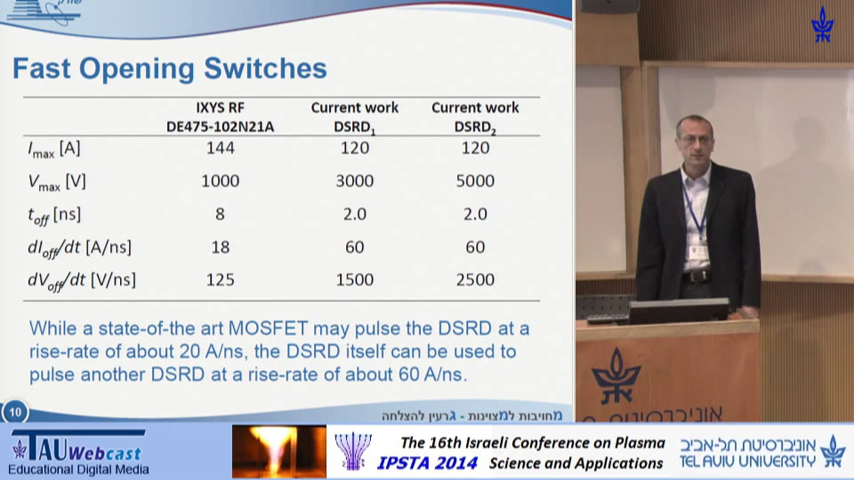 Fast Opening Switches
IXYS RF DE475-102N21A Current work DSRD1 Current work DSRD2
Imax [A] 144 120 120
Vmax [V] 1000 3000 5000
toff [ns] 8 2.0 2.0
dIoff/dt [A/ns] 18 60 60
dVoff/dt [V/ns] 125 1500 2500
While a state-of-the art MOSFET may pulse the DSRD at a
rise-rate of about 20 A/ns, the DSRD itself can be used to
pulse another DSRD at a rise-rate of about 60 A/ns.
10
מחויבות למצוינות - גרעין להצלחה
אוניברסיטת
TAU Webcast
Educational Digital Media
The 16th Israeli Conference on Plasma
IPSTA 2014 Science and Applications
אוניברסיטת תל-אביב
TEL AVIV UNIVERSITY